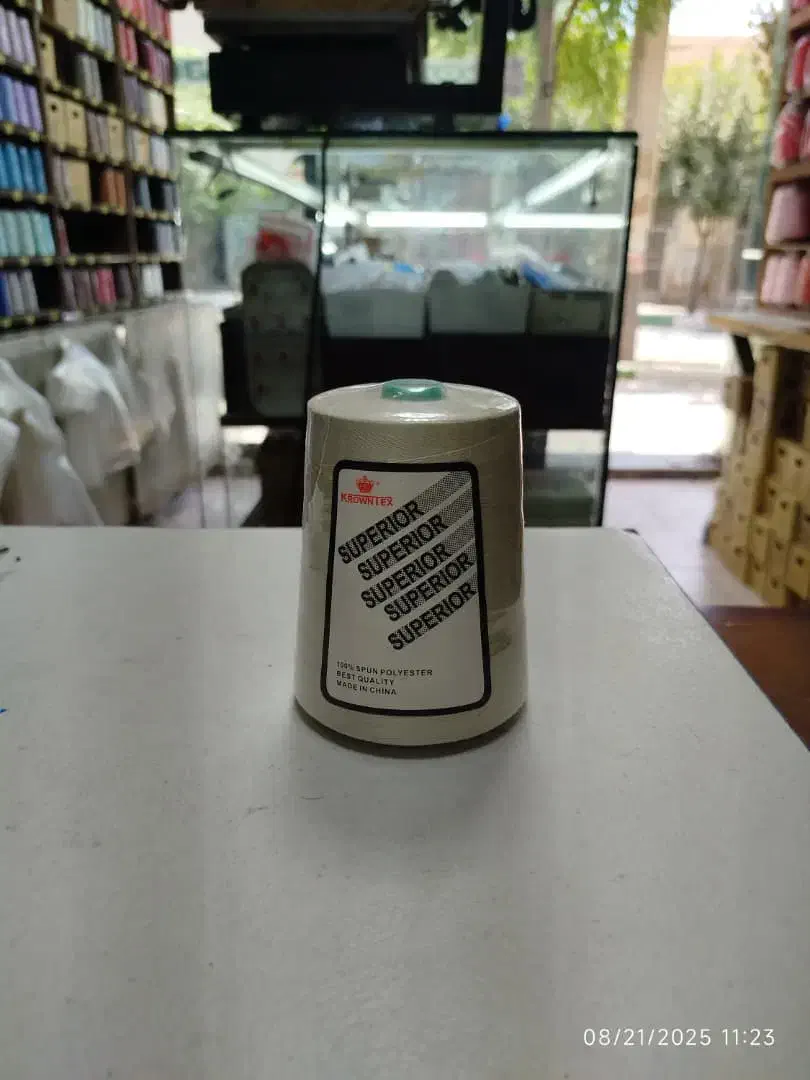 KROWNTEX
SUPERIOR
SUPERIOR
SUPERIOR
SUPERIOR
SUPERIOR
100% SPUN POLYESTER
BEST QUALITY
MADE IN CHINA
08/21/2025 11:23